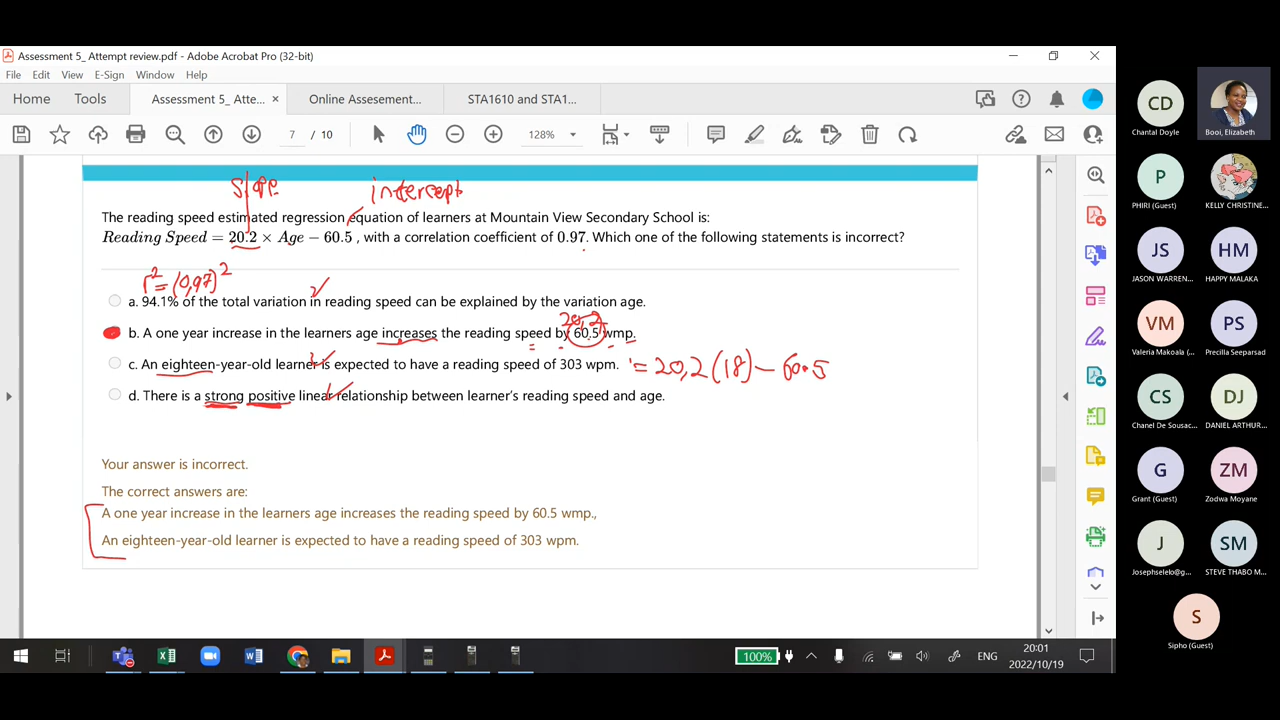 Assessment 5_ Attempt review.pdf - Adobe Acrobat Pro (32-bit)
File Edit View E-Sign Window Help
Home Tools Assessment 5_ Atte... × Online Assesement... STA1610 and STA1...
7 / 10 128%
intercept
The reading speed estimated regression equation of learners at Mountain View Secondary School is:
Reading Speed = 20.2 × Age − 60.5 , with a correlation coefficient of 0.97. Which one of the following statements is incorrect?
r² = (0,97)²
a. 94.1% of the total variation in reading speed can be explained by the variation age.
20,2
b. A one year increase in the learners age increases the reading speed by 60.5 wmp.
c. An eighteen-year-old learner is expected to have a reading speed of 303 wpm. = 20,2 (18) − 60.5
d. There is a strong positive linear relationship between learner's reading speed and age.
Your answer is incorrect.
The correct answers are:
A one year increase in the learners age increases the reading speed by 60.5 wmp.,
An eighteen-year-old learner is expected to have a reading speed of 303 wpm.
CD
Chantal Doyle
Booi, Elizabeth
P
PHIRI (Guest)
KELLY CHRISTINE...
JS
JASON WARREN...
HM
HAPPY MALAKA
VM
Valeria Makoala (...
PS
Precilla Seeparsad
CS
Chanel De Sousac...
DJ
DANIEL ARTHUR...
G
Grant (Guest)
ZM
Zodwa Moyane
J
Josephselelo@g...
SM
STEVE THABO M...
S
Sipho (Guest)
100%
ENG
20:01
2022/10/19